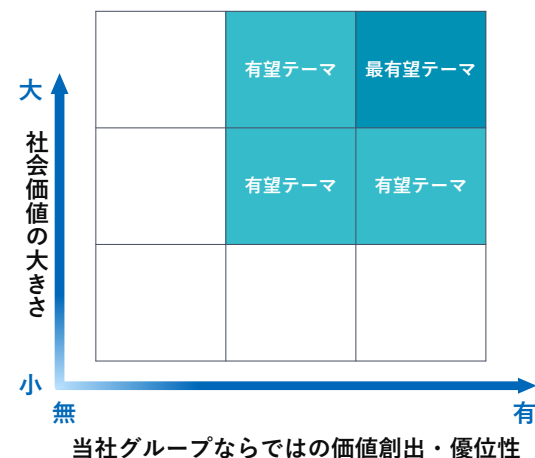 有望テーマ
最有望テーマ
大
社会価値の大きさ
有望テーマ
有望テーマ
小
無
有
当社グループならではの価値創出・優位性